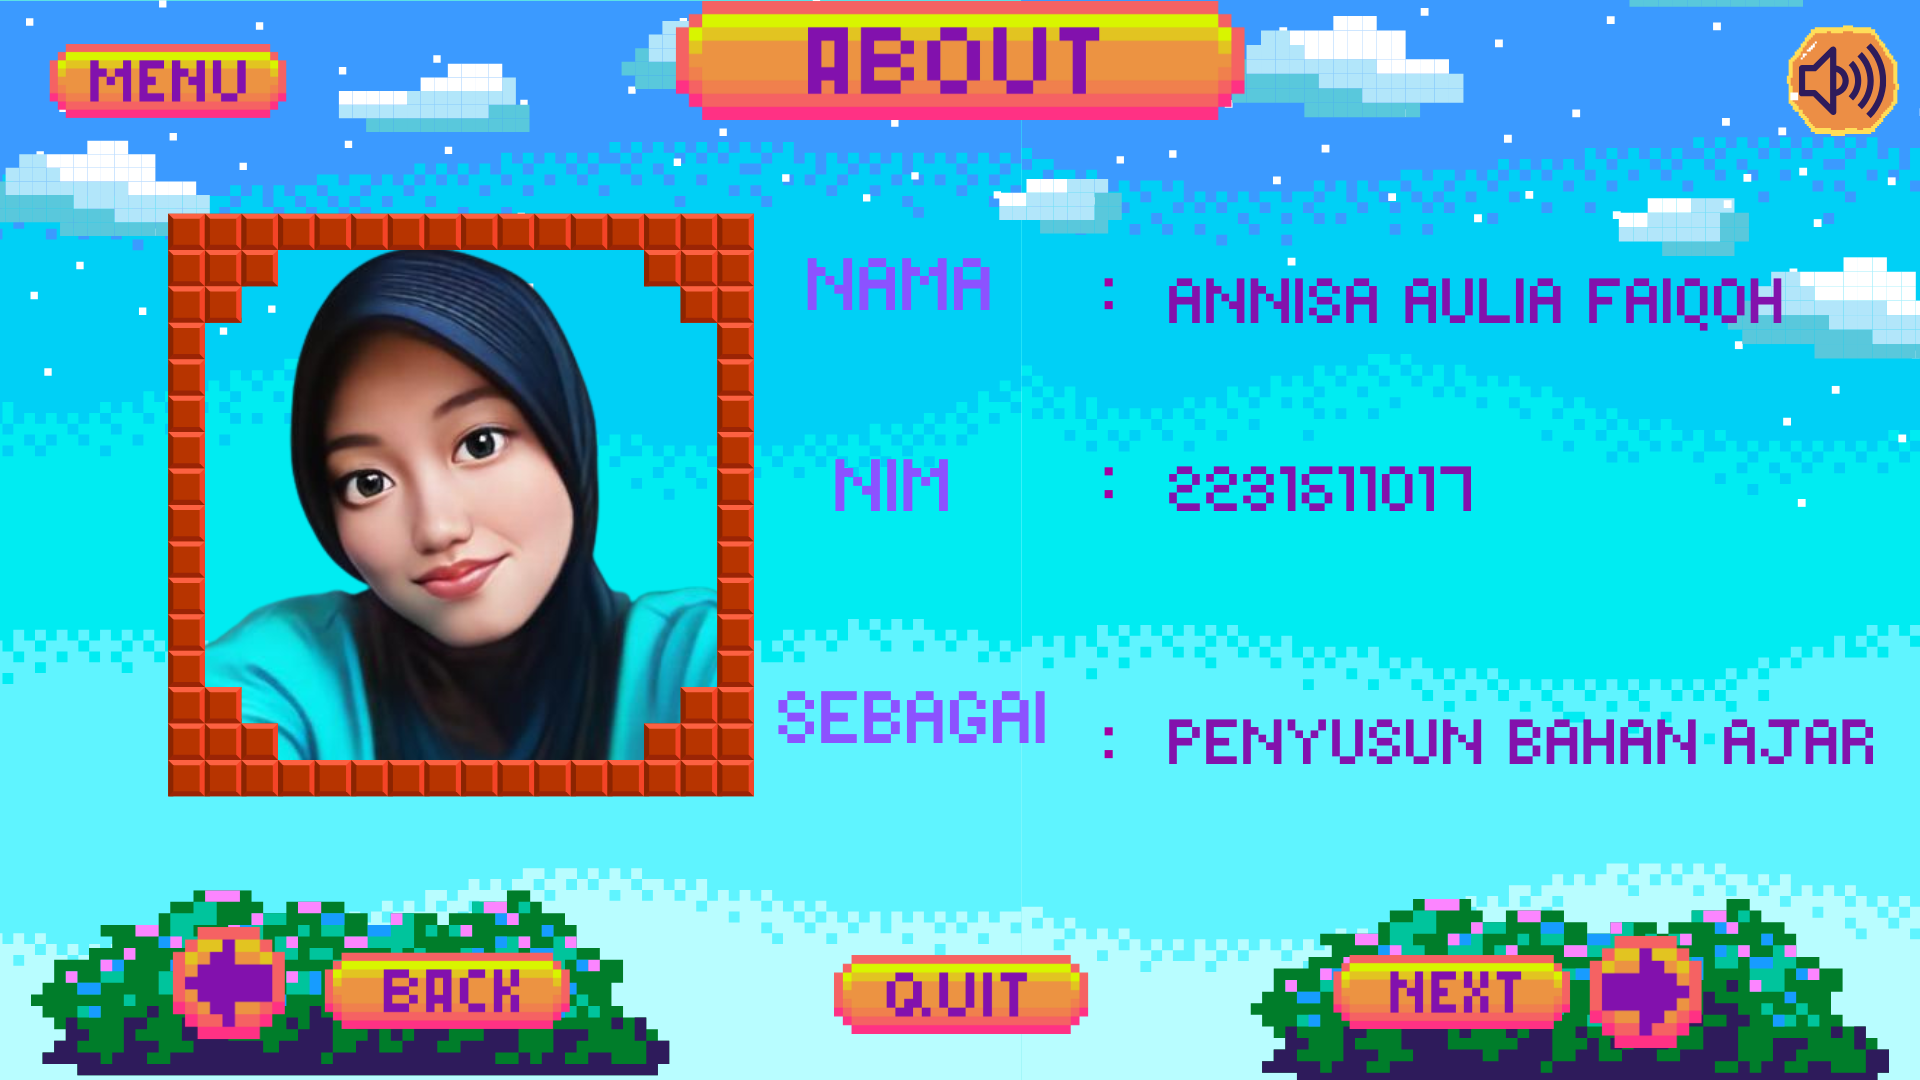 ABOUT
MENU
NAMA : ANNISA AULIA FAIQOH
NIM : 2231611017
SEBAGAI : PENYUSUN BAHAN AJAR
BACK
QUIT
NEXT